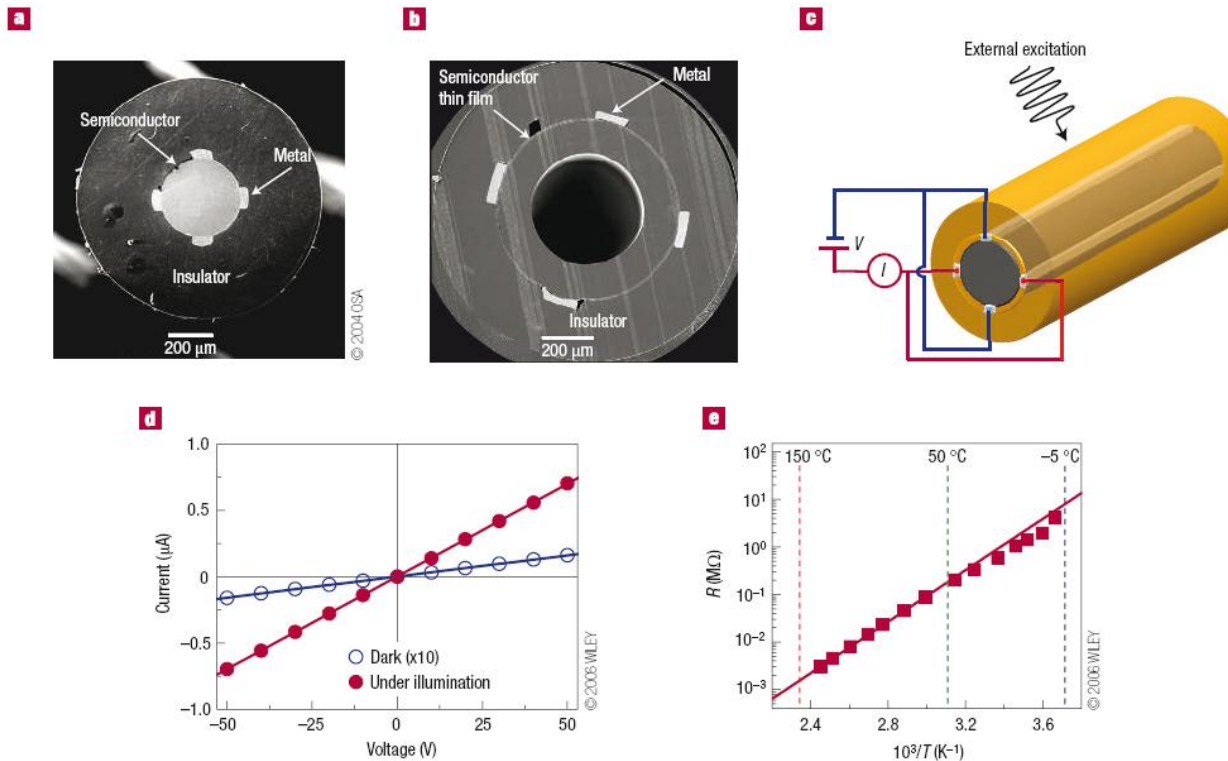 a
Semiconductor
Metal
Insulator
200 µm
© 2004 OSA
b
Semiconductor
thin film
Metal
Insulator
200 µm
c
External excitation
V
I
d
1.0
0.5
0
–0.5
–1.0
Current (µA)
Dark (x10)
Under illumination
–50
–25
0
25
50
Voltage (V)
© 2006 WILEY
e
10²
10¹
10⁰
10⁻¹
10⁻²
10⁻³
R (MΩ)
150 °C
50 °C
–5 °C
2.4
2.8
3.2
3.6
10³/T (K⁻¹)
© 2006 WILEY